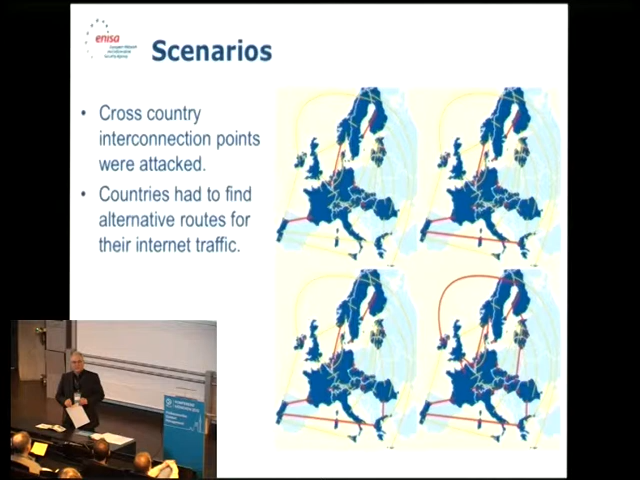 enisa
Scenarios
• Cross country
interconnection points
were attacked.
• Countries had to find
alternative routes for
their internet traffic.